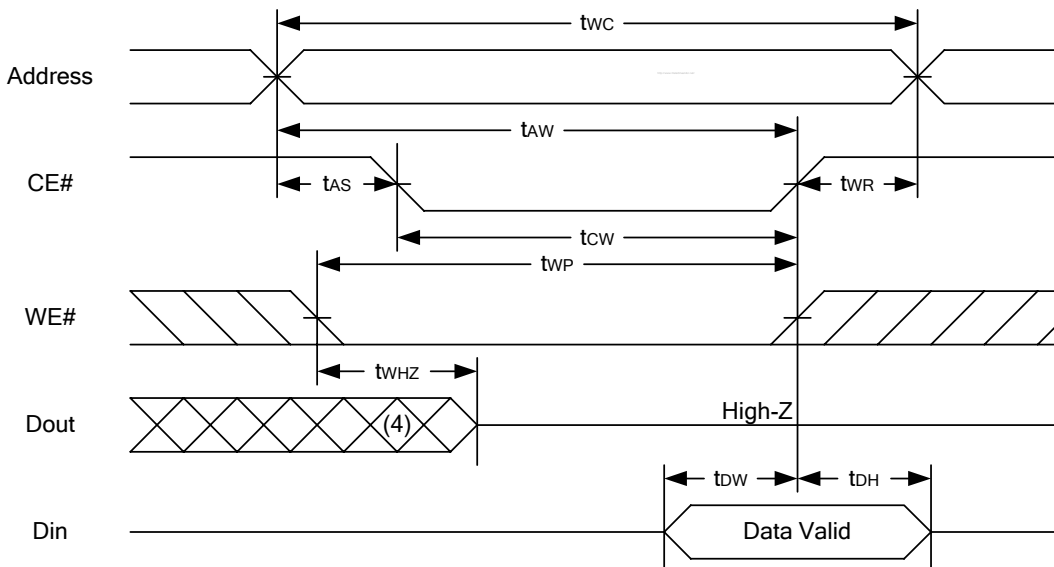 tWC
Address
tAW
CE#
tAS
tWR
tCW
tWP
WE#
tWHZ
Dout
(4)
High-Z
tDW
tDH
Din
Data Valid